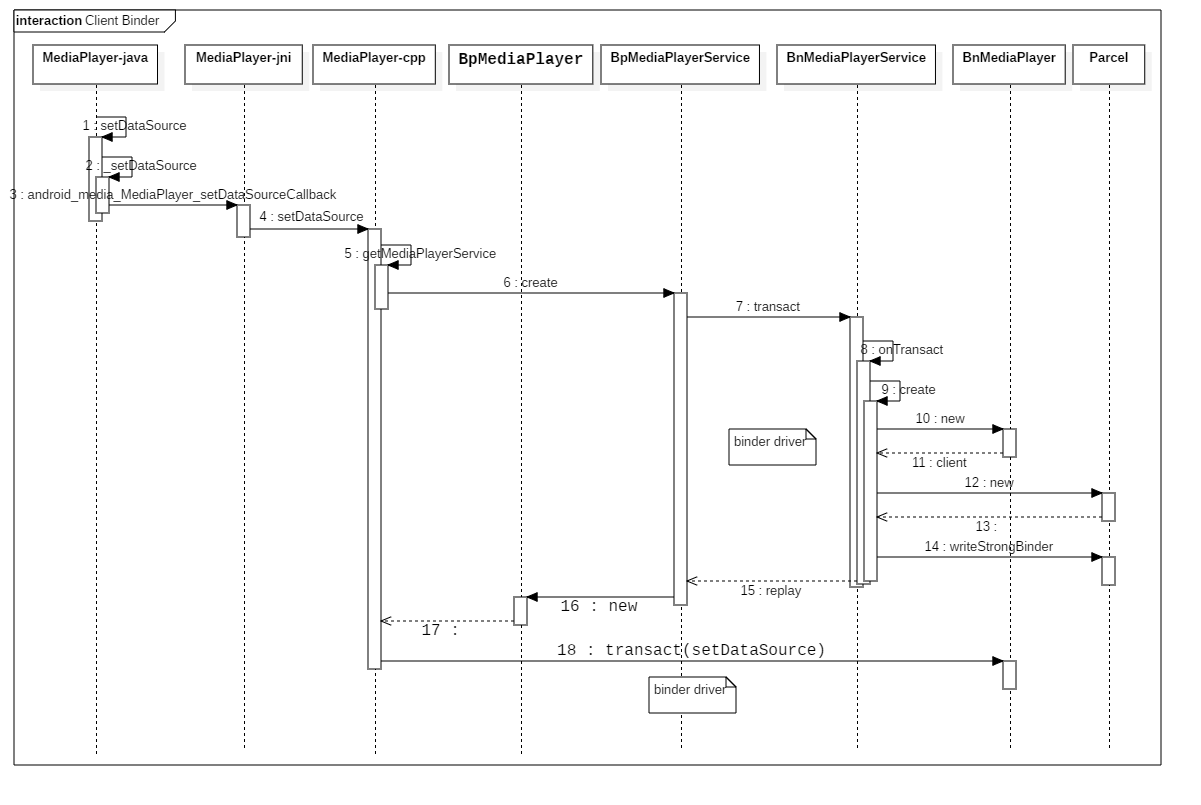 interaction Client Binder
MediaPlayer-java
MediaPlayer-jni
MediaPlayer-cpp
BpMediaPlayer
BpMediaPlayerService
BnMediaPlayerService
BnMediaPlayer
Parcel
1 : setDataSource
2 : _setDataSource
3 : android_media_MediaPlayer_setDataSourceCallback
4 : setDataSource
5 : getMediaPlayerService
6 : create
7 : transact
8 : onTransact
9 : create
10 : new
binder driver
11 : client
12 : new
13 :
14 : writeStrongBinder
15 : replay
16 : new
17 :
18 : transact(setDataSource)
binder driver